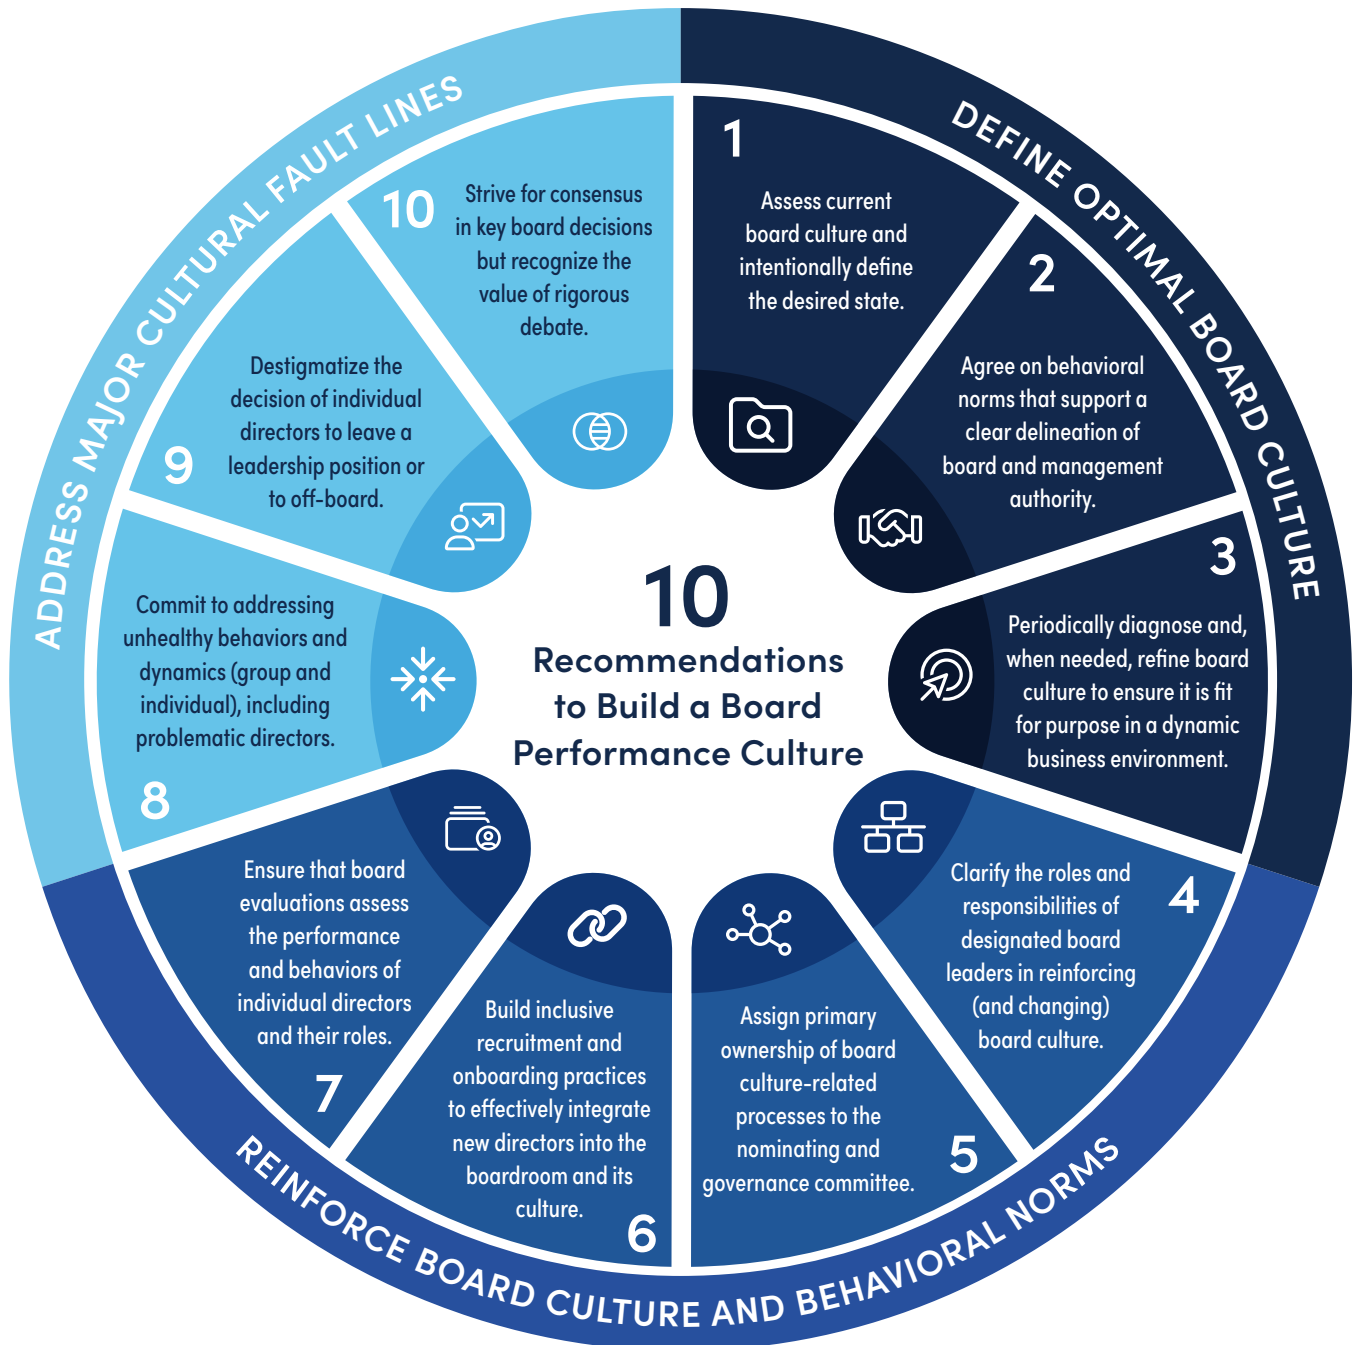 10
Recommendations
to Build a Board
Performance Culture
DEFINE OPTIMAL BOARD CULTURE
1
Assess current
board culture and
intentionally define
the desired state.
2
Agree on behavioral
norms that support a
clear delineation of
board and management
authority.
3
Periodically diagnose and,
when needed, refine board
culture to ensure it is fit
for purpose in a dynamic
business environment.
REINFORCE BOARD CULTURE AND BEHAVIORAL NORMS
4
Clarify the roles and
responsibilities of
designated board
leaders in reinforcing
(and changing)
board culture.
5
Assign primary
ownership of board
culture-related
processes to the
nominating and
governance committee.
6
Build inclusive
recruitment and
onboarding practices
to effectively integrate
new directors into the
boardroom and its
culture.
7
Ensure that board
evaluations assess
the performance
and behaviors of
individual directors
and their roles.
ADDRESS MAJOR CULTURAL FAULT LINES
8
Commit to addressing
unhealthy behaviors and
dynamics (group and
individual), including
problematic directors.
9
Destigmatize the
decision of individual
directors to leave a
leadership position or
to off-board.
10
Strive for consensus
in key board decisions
but recognize the
value of rigorous
debate.